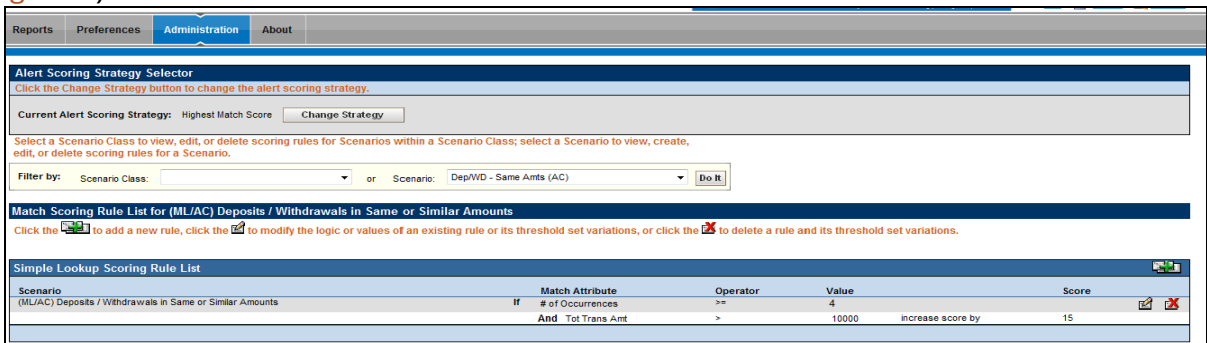 Reports Preferences Administration About
Alert Scoring Strategy Selector
Click the Change Strategy button to change the alert scoring strategy.
Current Alert Scoring Strategy: Highest Match Score Change Strategy
Select a Scenario Class to view, edit, or delete scoring rules for Scenarios within a Scenario Class; select a Scenario to view, create,
edit, or delete scoring rules for a Scenario.
Filter by: Scenario Class: or Scenario: Dep/WD - Same Amts (AC) Do It
Match Scoring Rule List for (ML/AC) Deposits / Withdrawals in Same or Similar Amounts
Click the to add a new rule, click the to modify the logic or values of an existing rule or its threshold set variations, or click the to delete a rule and its threshold set variations.
Simple Lookup Scoring Rule List
Scenario Match Attribute Operator Value Score
(ML/AC) Deposits / Withdrawals in Same or Similar Amounts If # of Occurrences >= 4
And Tot Trans Amt > 10000 increase score by 15